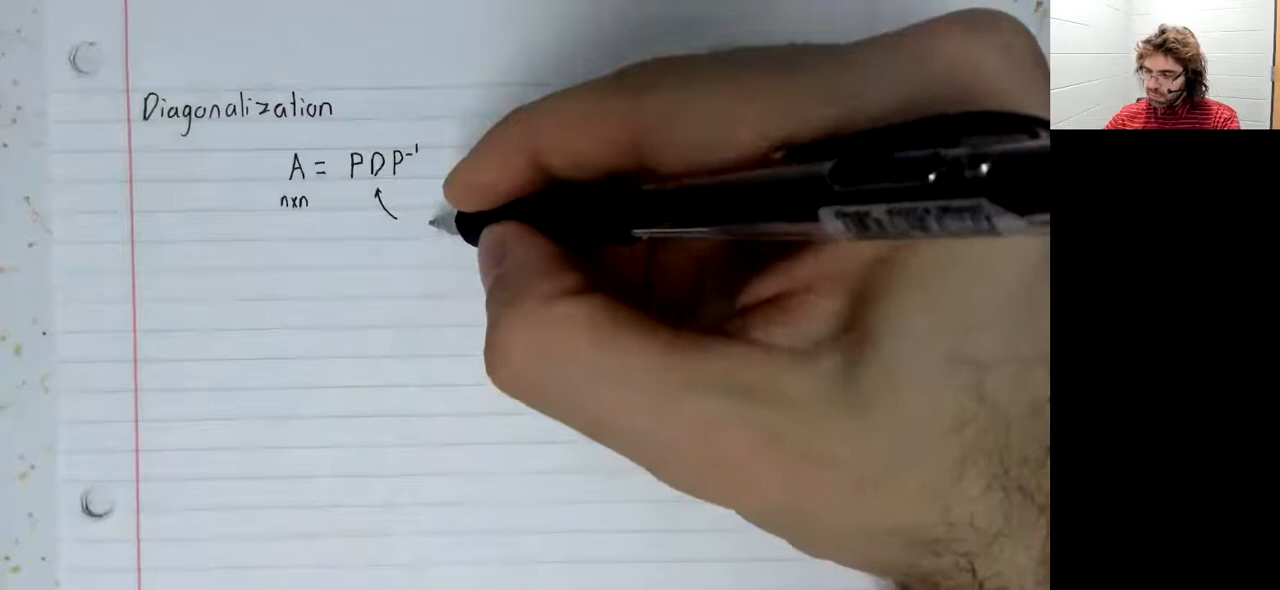 Diagonalization
A = PDP⁻¹
n×n